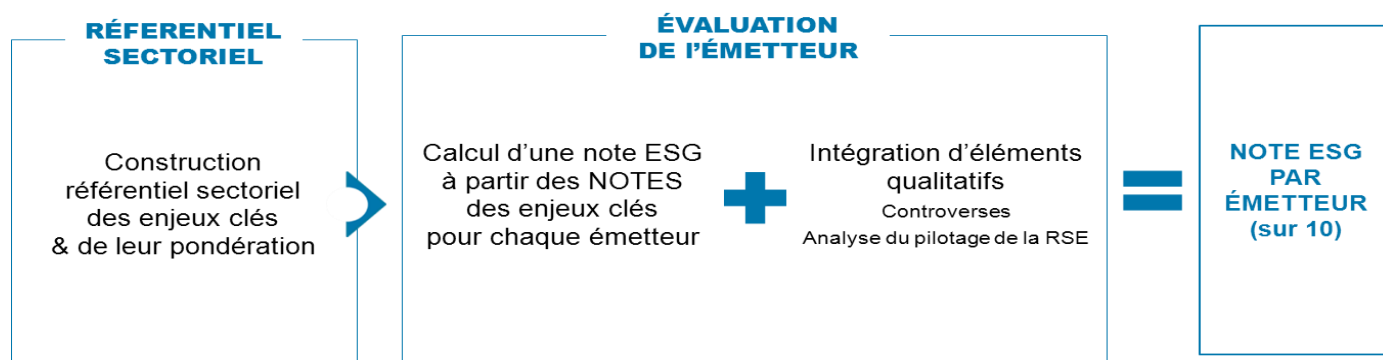 RÉFERENTIEL
SECTORIEL
Construction
référentiel sectoriel
des enjeux clés
& de leur pondération
ÉVALUATION
DE l'ÉMETTEUR
Calcul d'une note ESG
à partir des NOTES
des enjeux clés
pour chaque émetteur
Intégration d'éléments
qualitatifs
Controverses
Analyse du pilotage de la RSE
NOTE ESG
PAR
ÉMETTEUR
(sur 10)